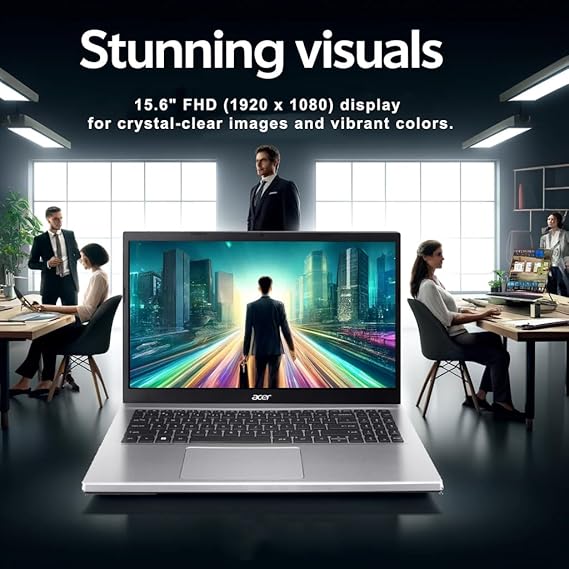 Stunning visuals
15.6" FHD (1920 x 1080) display
for crystal-clear images and vibrant colors.
acer